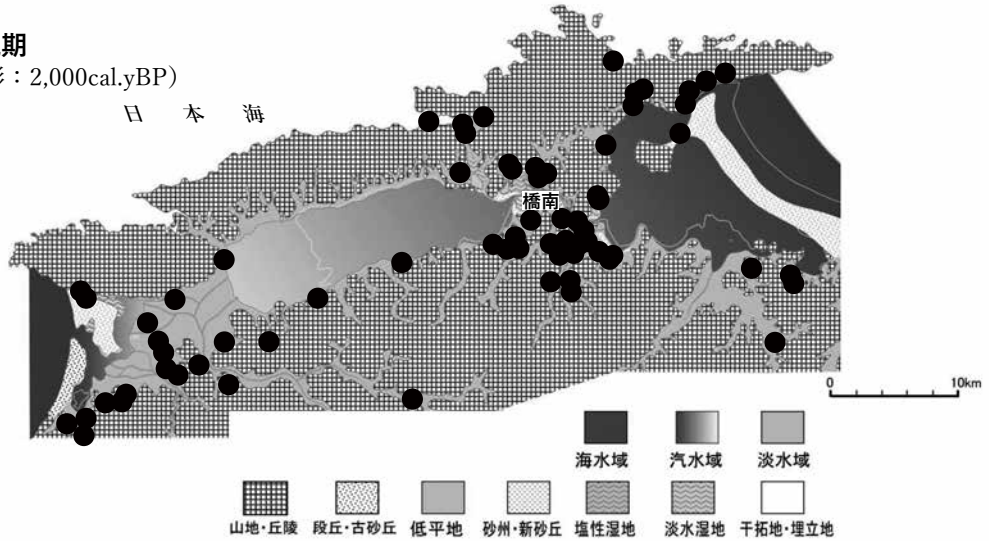 期
：2,000cal.yBP）
日本海
橋南
0 10km
海水域 汽水域 淡水域
山地・丘陵 段丘・古砂丘 低平地 砂州・新砂丘 塩性湿地 淡水湿地 干拓地・埋立地